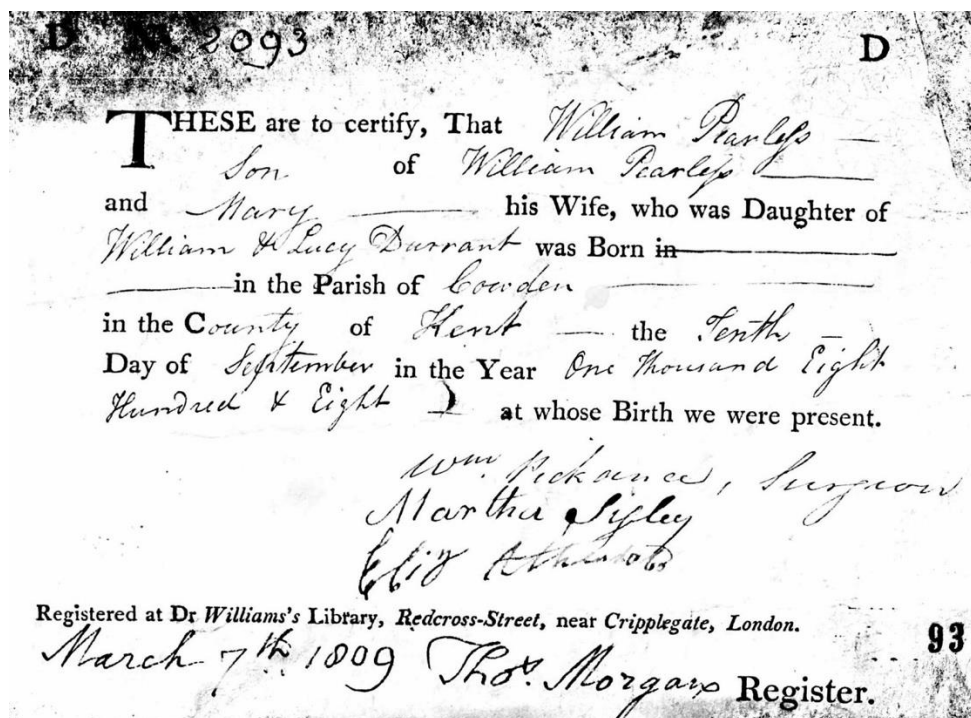 D No 2093 D
THESE are to certify, That William Pearless
Son of William Pearless
and Mary his Wife, who was Daughter of
William & Lucy Durrant was Born in
in the Parish of Cowden
in the County of Kent the Tenth
Day of September in the Year One Thousand Eight
Hundred & Eight at whose Birth we were present.
Wm. Pickance, Surgeon
Martha Sisley
Eliz
Registered at Dr Williams's Library, Redcross-Street, near Cripplegate, London.
93
March 7th. 1809 Thos. Morgan Register.